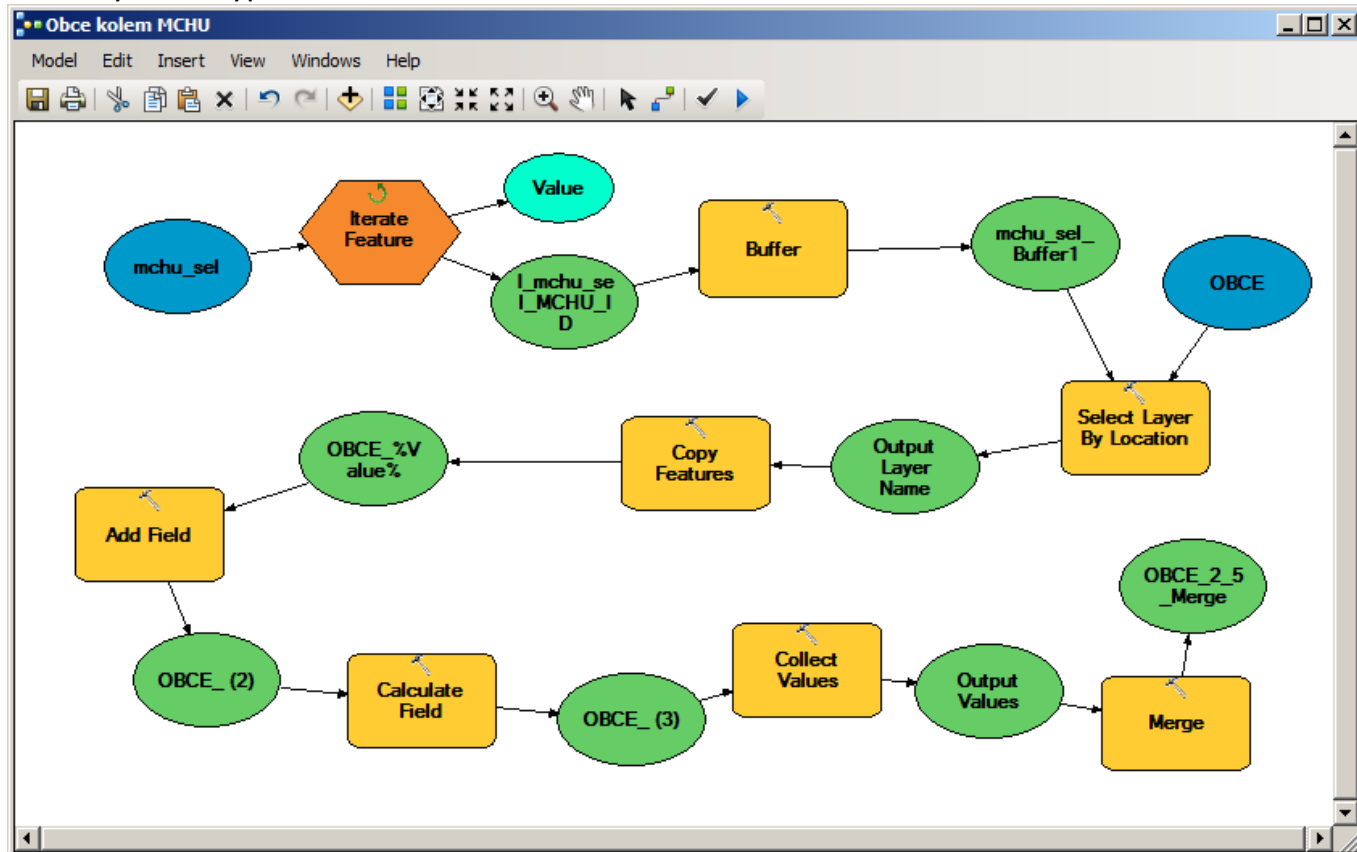 Obce kolem MCHU
Model Edit Insert View Windows Help
Value
Iterate
Feature
mchu_sel
I_mchu_se
l_MCHU_I
D
Buffer
mchu_sel_
Buffer1
OBCE
Select Layer
By Location
Output
Layer
Name
Copy
Features
OBCE_%V
alue%
Add Field
OBCE_ (2)
Calculate
Field
OBCE_ (3)
Collect
Values
Output
Values
Merge
OBCE_2_5
_Merge